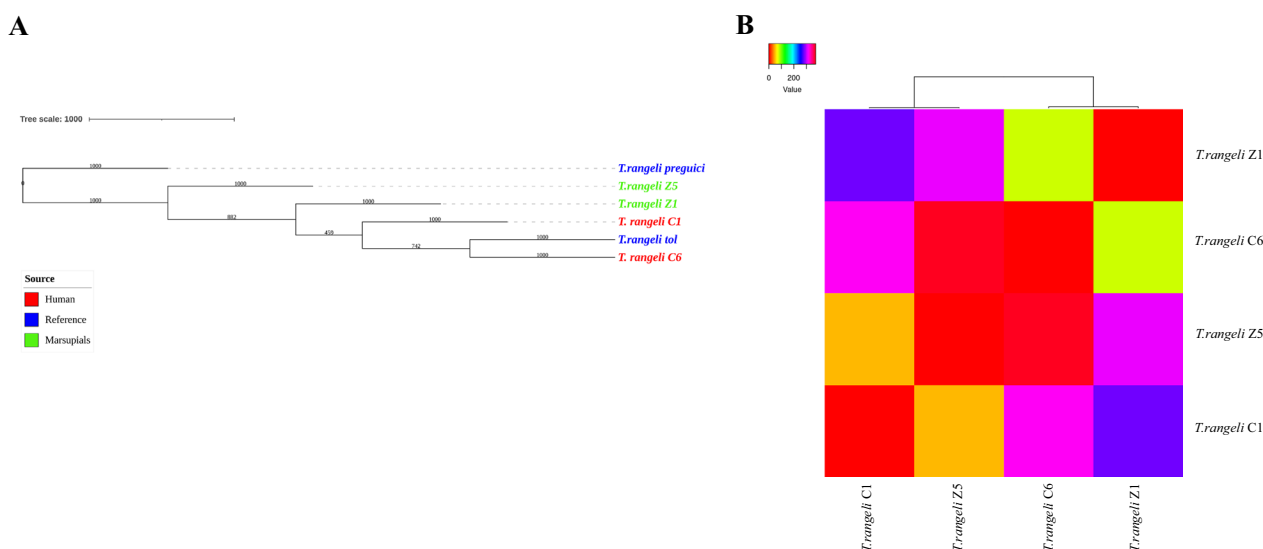 A
Tree scale: 1000
1000
T.rangeli preguici
0
1000
T.rangeli Z5
1000
1000
T.rangeli Z1
882
1000
T. rangeli C1
459
1000
T.rangeli tol
742
1000
T. rangeli C6
Source
Human
Reference
Marsupials
B
0 200
Value
T.rangeli Z1
T.rangeli C6
T.rangeli Z5
T.rangeli C1
T.rangeli C1
T.rangeli Z5
T.rangeli C6
T.rangeli Z1